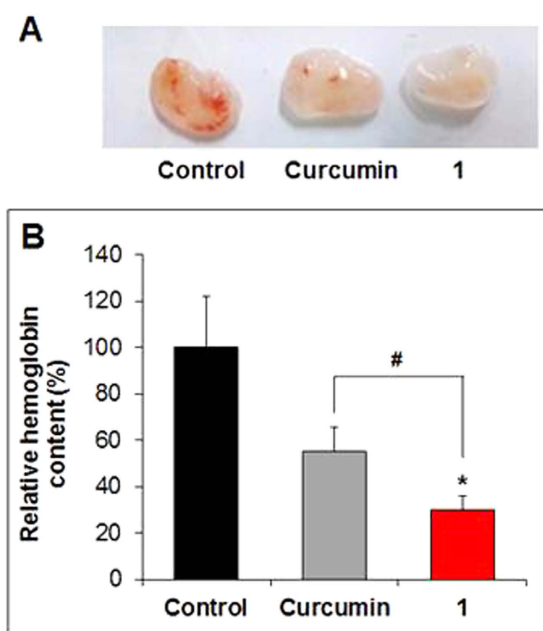 A
Control Curcumin 1
B
Relative hemoglobin
content (%)
140
120
100
80
60
40
20
0
#
*
Control Curcumin 1